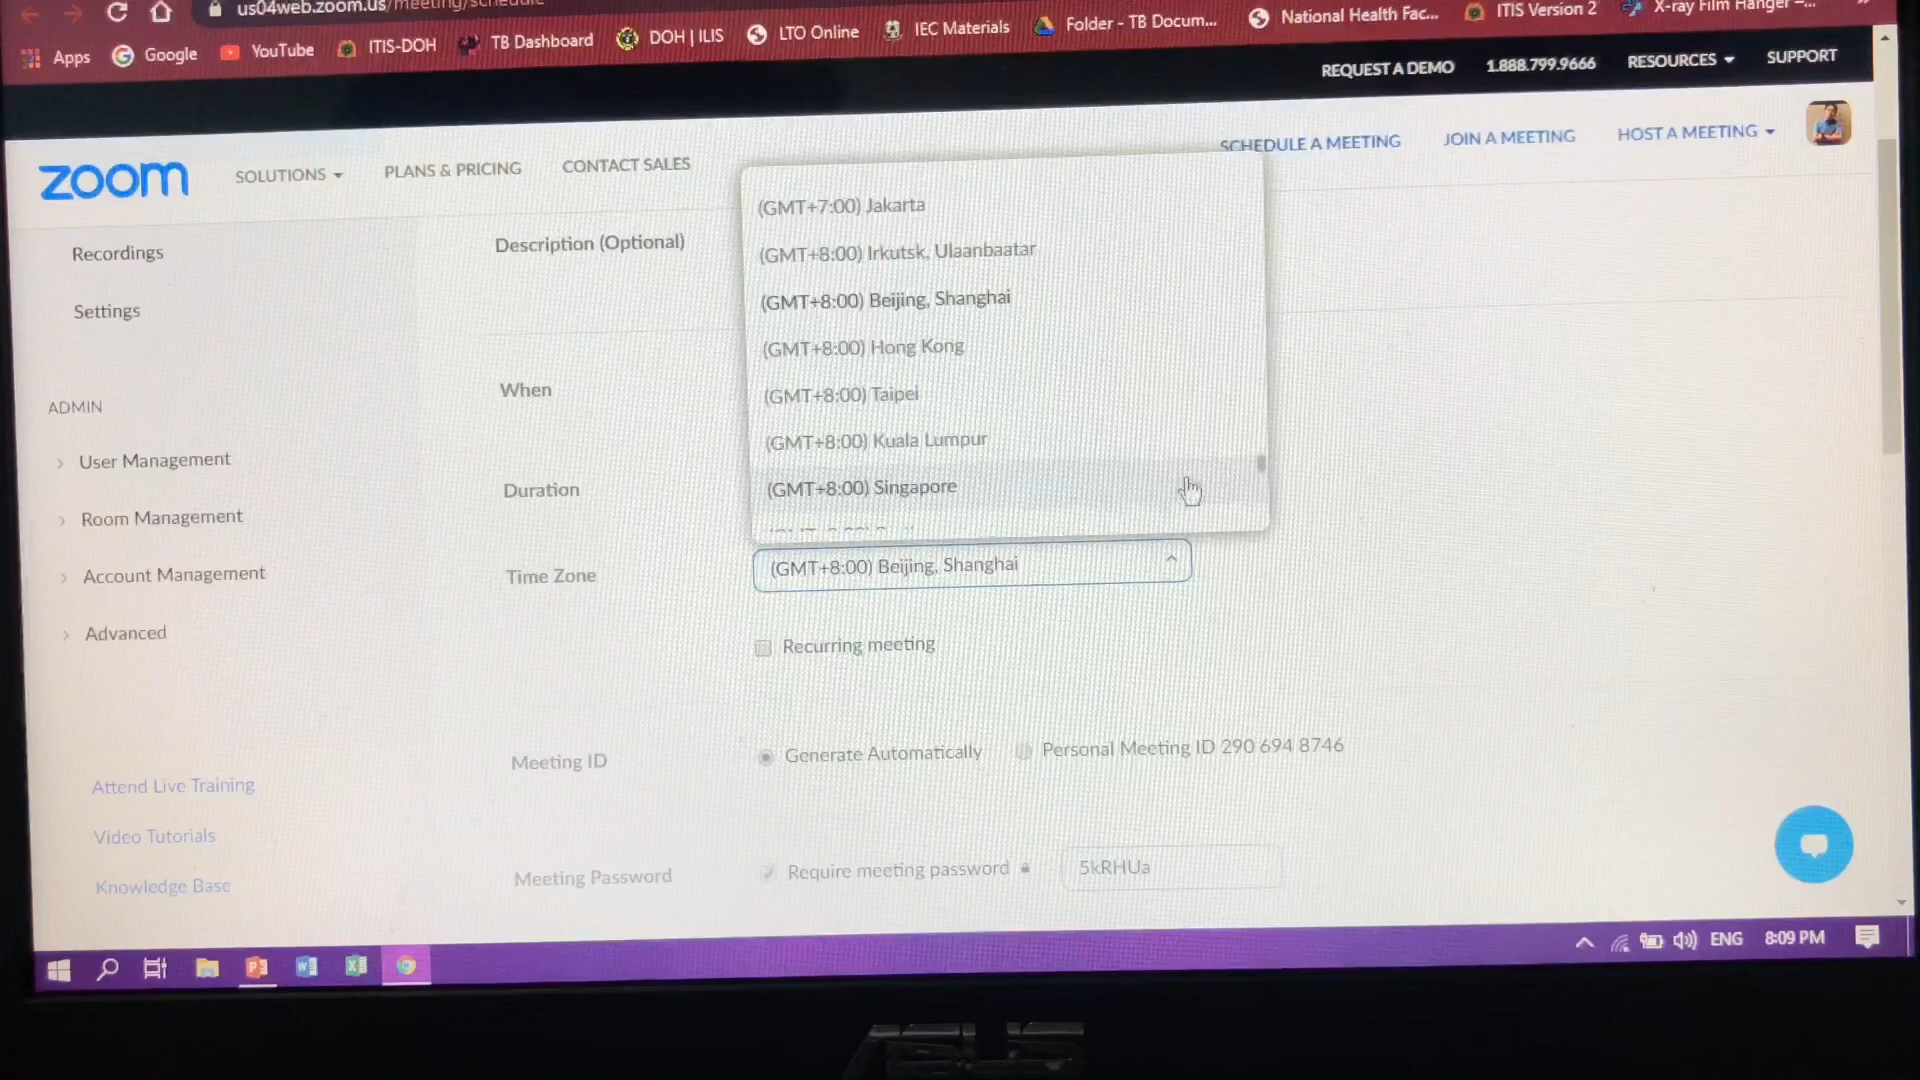 us04web.zoom.us/meeting/schedule
Apps Google YouTube ITIS-DOH TB Dashboard DOH | ILIS LTO Online IEC Materials Folder - TB Docum... National Health Fac... ITIS Version 2 X-ray Film Hanger –...
REQUEST A DEMO 1.888.799.9666 RESOURCES SUPPORT
zoom SOLUTIONS PLANS & PRICING CONTACT SALES SCHEDULE A MEETING JOIN A MEETING HOST A MEETING
Recordings
Settings
ADMIN
User Management
Room Management
Account Management
Advanced
Attend Live Training
Video Tutorials
Knowledge Base
Description (Optional)
When
Duration
(GMT+7:00) Jakarta
(GMT+8:00) Irkutsk, Ulaanbaatar
(GMT+8:00) Beijing, Shanghai
(GMT+8:00) Hong Kong
(GMT+8:00) Taipei
(GMT+8:00) Kuala Lumpur
(GMT+8:00) Singapore
Time Zone (GMT+8:00) Beijing, Shanghai
Recurring meeting
Meeting ID Generate Automatically Personal Meeting ID 290 694 8746
Meeting Password Require meeting password 5kRHUa
ENG 8:09 PM